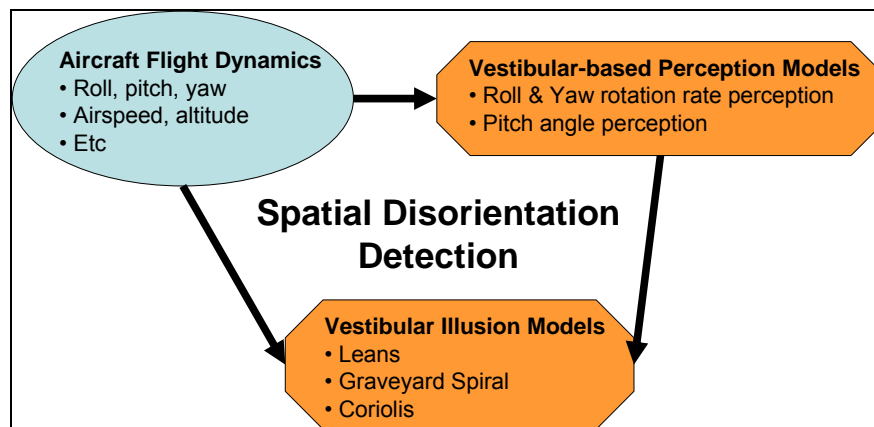 Aircraft Flight Dynamics
• Roll, pitch, yaw
• Airspeed, altitude
• Etc
Vestibular-based Perception Models
• Roll & Yaw rotation rate perception
• Pitch angle perception
Spatial Disorientation
Detection
Vestibular Illusion Models
• Leans
• Graveyard Spiral
• Coriolis